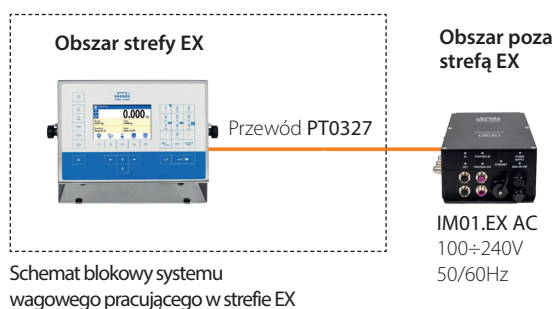 Obszar strefy EX
Obszar poza
strefą EX
0.000
Przewód PT0327
IM01.EX AC
100÷240V
50/60Hz
Schemat blokowy systemu
wagowego pracującego w strefie EX